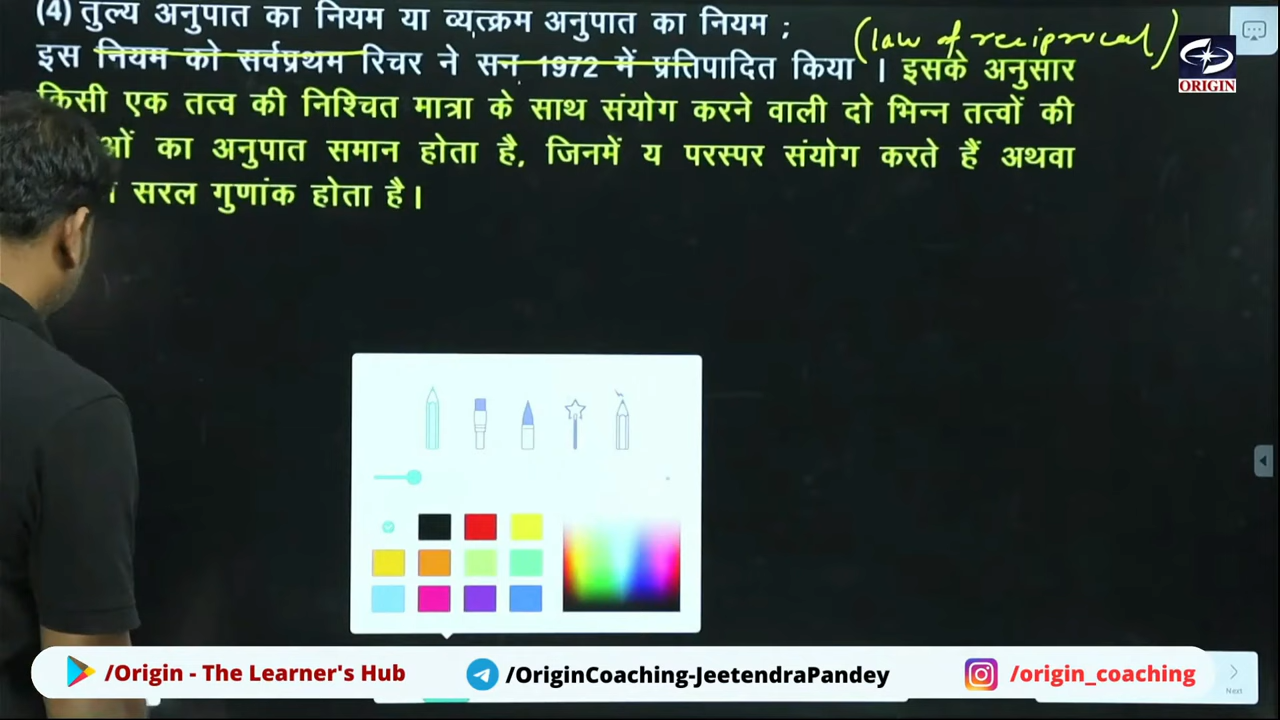 (4) तुल्य अनुपात का नियम या व्यत्क्रम अनुपात का नियम ;
(law of reciprocal)
इस नियम को सर्वप्रथम रिचर ने सन् 1972 में प्रतिपादित किया । इसके अनुसार
किसी एक तत्व की निश्चित मात्रा के साथ संयोग करने वाली दो भिन्न तत्वों की
ओं का अनुपात समान होता है, जिनमें य परस्पर संयोग करते हैं अथवा
सरल गुणांक होता है ।
ORIGIN
/Origin - The Learner's Hub
/OriginCoaching-JeetendraPandey
/origin_coaching
Next